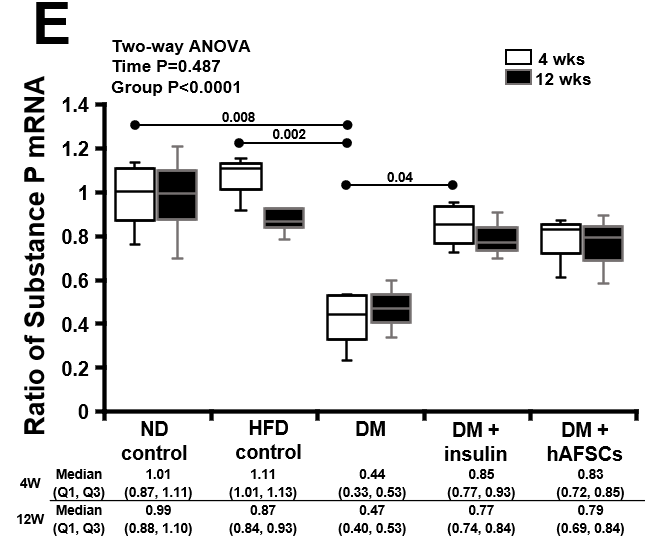 E
Two-way ANOVA
Time P=0.487
Group P<0.0001
4 wks
12 wks
Ratio of Substance P mRNA
1.4
1.2
1
0.8
0.6
0.4
0.2
0
0.008
0.002
0.04
ND control
HFD control
DM
DM + insulin
DM + hAFSCs
4W
Median 1.01 1.11 0.44 0.85 0.83
(Q1, Q3) (0.87, 1.11) (1.01, 1.13) (0.33, 0.53) (0.77, 0.93) (0.72, 0.85)
12W
Median 0.99 0.87 0.47 0.77 0.79
(Q1, Q3) (0.88, 1.10) (0.84, 0.93) (0.40, 0.53) (0.74, 0.84) (0.69, 0.84)